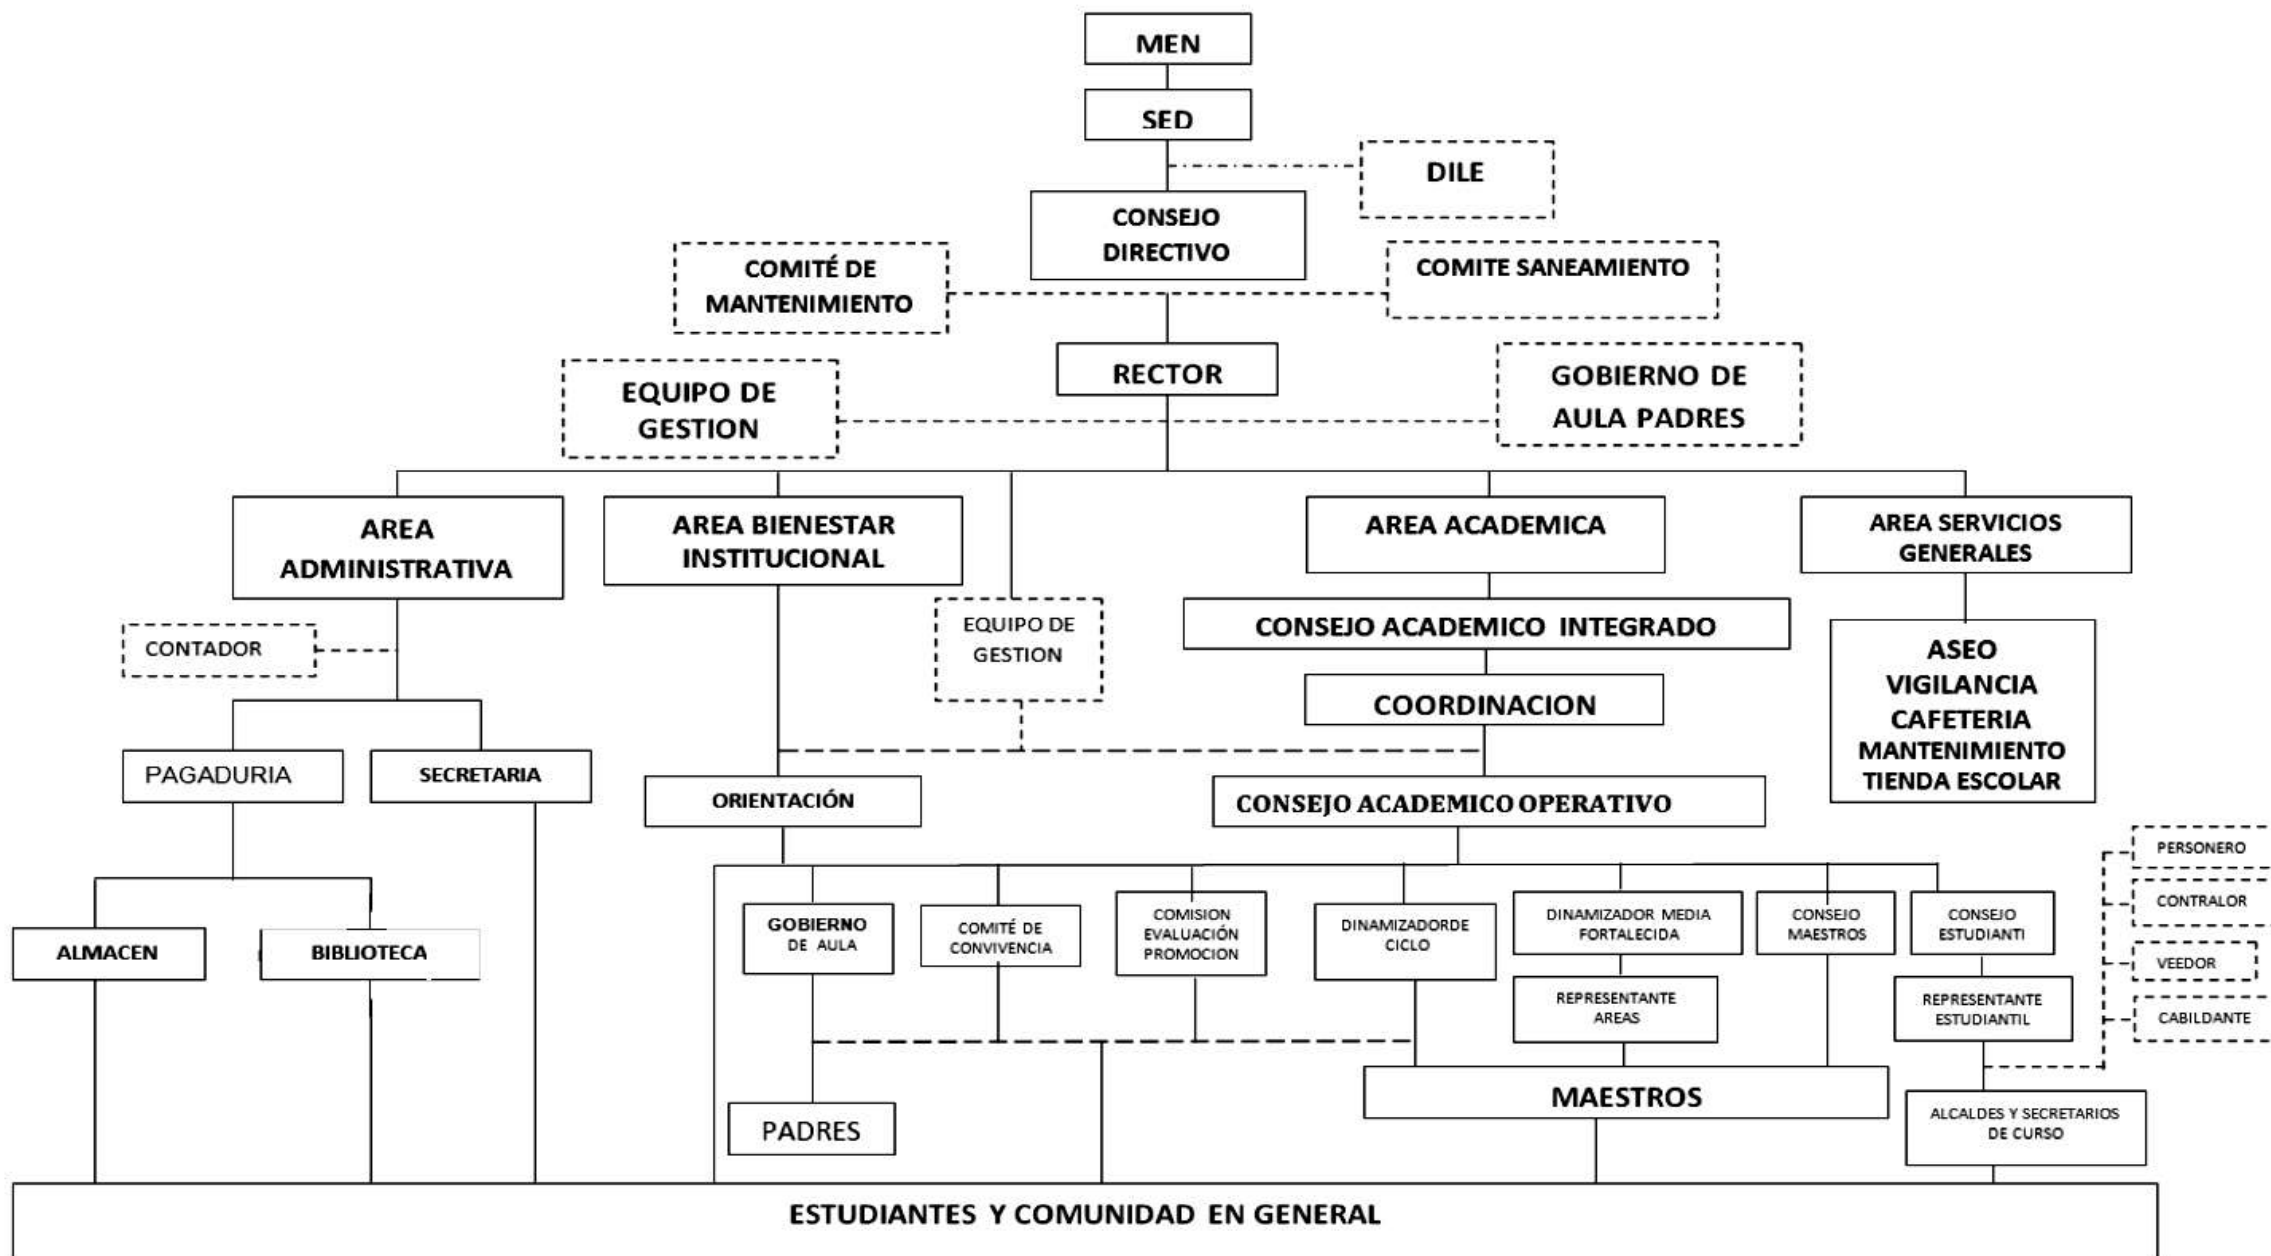 MEN
SED
DILE
CONSEJO
DIRECTIVO
COMITÉ DE
MANTENIMIENTO
COMITE SANEAMIENTO
RECTOR
EQUIPO DE
GESTION
GOBIERNO DE
AULA PADRES
AREA
ADMINISTRATIVA
AREA BIENESTAR
INSTITUCIONAL
AREA ACADEMICA
AREA SERVICIOS
GENERALES
CONTADOR
EQUIPO DE
GESTION
CONSEJO ACADEMICO INTEGRADO
COORDINACION
ASEO
VIGILANCIA
CAFETERIA
MANTENIMIENTO
TIENDA ESCOLAR
PAGADURIA
SECRETARIA
ORIENTACIÓN
CONSEJO ACADEMICO OPERATIVO
ALMACEN
BIBLIOTECA
GOBIERNO
DE AULA
COMITÉ DE
CONVIVENCIA
COMISION
EVALUACIÓN
PROMOCION
DINAMIZADORDE
CICLO
DINAMIZADOR MEDIA
FORTALECIDA
CONSEJO
MAESTROS
CONSEJO
ESTUDIANTI
PERSONERO
CONTRALOR
VEEDOR
CABILDANTE
REPRESENTANTE
AREAS
REPRESENTANTE
ESTUDIANTIL
PADRES
MAESTROS
ALCALDES Y SECRETARIOS
DE CURSO
ESTUDIANTES Y COMUNIDAD EN GENERAL